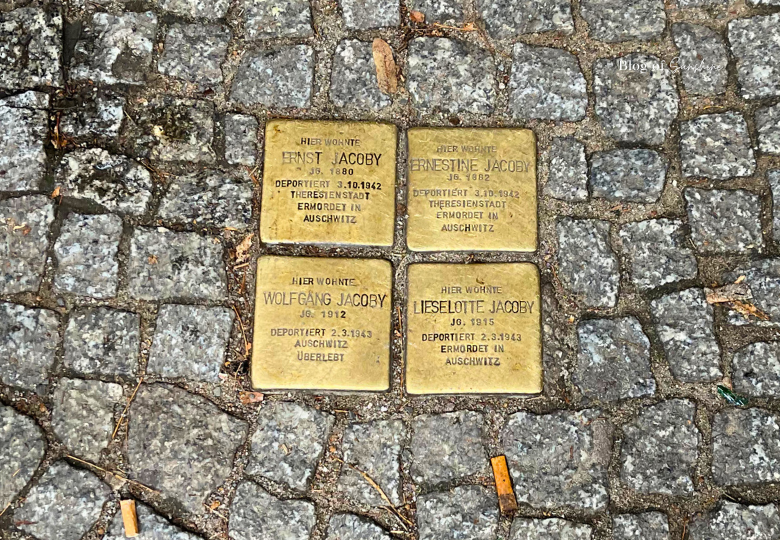 Blog of
HIER WOHNTE
ERNST JACOBY
JG. 1880
DEPORTIERT 3.10.1942
THERESIENSTADT
ERMORDET IN
AUSCHWITZ
HIER WOHNTE
ERNESTINE JACOBY
JG. 1882
DEPORTIERT 3.10.1942
THERESIENSTADT
ERMORDET IN
AUSCHWITZ
HIER WOHNTE
WOLFGANG JACOBY
JG. 1912
DEPORTIERT 2.3.1943
AUSCHWITZ
ÜBERLEBT
HIER WOHNTE
LIESELOTTE JACOBY
JG. 1915
DEPORTIERT 2.3.1943
ERMORDET IN
AUSCHWITZ